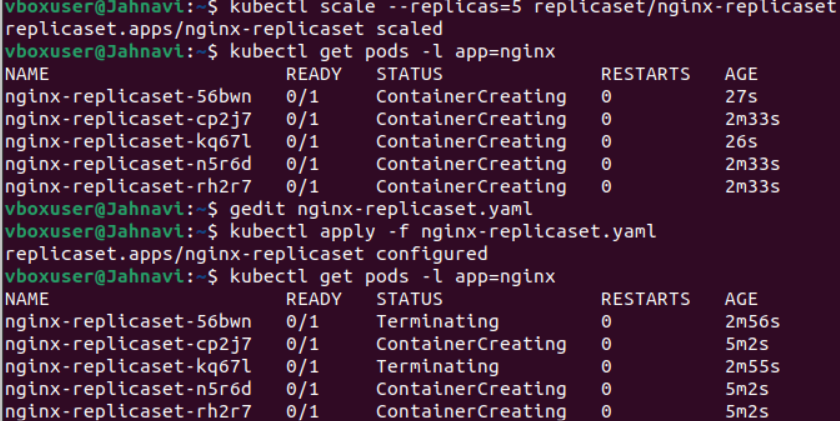 vboxuser@Jahnavi:~$ kubectl scale --replicas=5 replicaset/nginx-replicaset
replicaset.apps/nginx-replicaset scaled
vboxuser@Jahnavi:~$ kubectl get pods -l app=nginx
NAME READY STATUS RESTARTS AGE
nginx-replicaset-56bwn 0/1 ContainerCreating 0 27s
nginx-replicaset-cp2j7 0/1 ContainerCreating 0 2m33s
nginx-replicaset-kq67l 0/1 ContainerCreating 0 26s
nginx-replicaset-n5r6d 0/1 ContainerCreating 0 2m33s
nginx-replicaset-rh2r7 0/1 ContainerCreating 0 2m33s
vboxuser@Jahnavi:~$ gedit nginx-replicaset.yaml
vboxuser@Jahnavi:~$ kubectl apply -f nginx-replicaset.yaml
replicaset.apps/nginx-replicaset configured
vboxuser@Jahnavi:~$ kubectl get pods -l app=nginx
NAME READY STATUS RESTARTS AGE
nginx-replicaset-56bwn 0/1 Terminating 0 2m56s
nginx-replicaset-cp2j7 0/1 ContainerCreating 0 5m2s
nginx-replicaset-kq67l 0/1 Terminating 0 2m55s
nginx-replicaset-n5r6d 0/1 ContainerCreating 0 5m2s
nginx-replicaset-rh2r7 0/1 ContainerCreating 0 5m2s